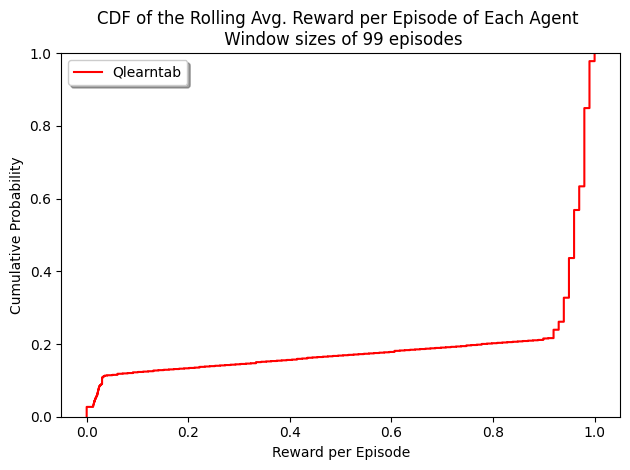 CDF of the Rolling Avg. Reward per Episode of Each Agent
Window sizes of 99 episodes
Qlearntab
Cumulative Probability
1.0
0.8
0.6
0.4
0.2
0.0
0.0 0.2 0.4 0.6 0.8 1.0
Reward per Episode